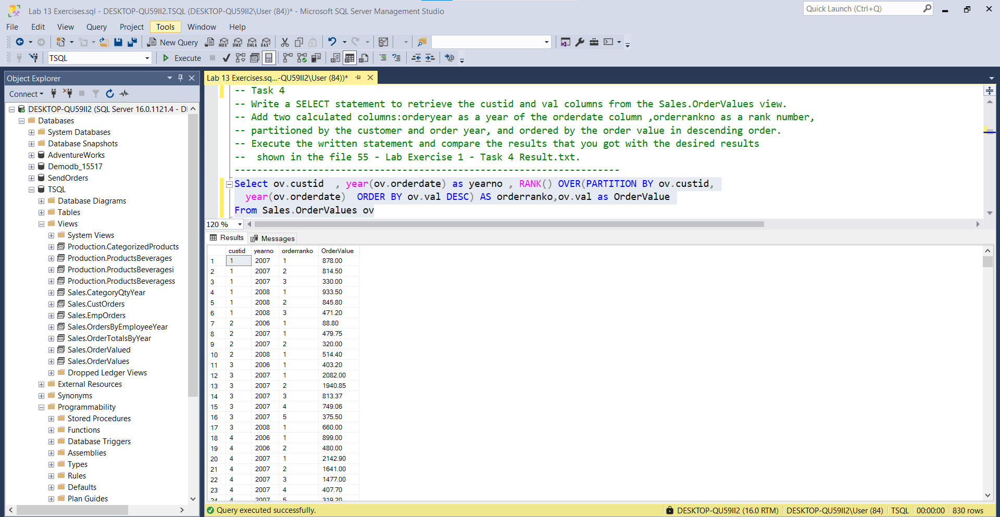 Lab 13 Exercises.sql - DESKTOP-QU59II2.TSQL (DESKTOP-QU59II2\User (84))* - Microsoft SQL Server Management Studio
Quick Launch (Ctrl+Q)
File Edit View Query Project Tools Window Help
New Query MDX DMX XMLA DAX
TSQL Execute
Object Explorer
Connect
DESKTOP-QU59II2 (SQL Server 16.0.1121.4 - D
Databases
System Databases
Database Snapshots
AdventureWorks
Demodb_15517
SendOrders
TSQL
Database Diagrams
Tables
Views
System Views
Production.CategorizedProducts
Production.ProductsBeverages
Production.ProductsBeveragesi
Production.ProductsBeveragess
Sales.CategoryQtyYear
Sales.CustOrders
Sales.EmpOrders
Sales.OrdersByEmployeeYear
Sales.OrderTotalsByYear
Sales.OrderValued
Sales.OrderValues
Dropped Ledger Views
External Resources
Synonyms
Programmability
Stored Procedures
Functions
Database Triggers
Assemblies
Types
Rules
Defaults
Plan Guides
Lab 13 Exercises.sq...-QU59II2\User (84))*
-- Task 4
-- Write a SELECT statement to retrieve the custid and val columns from the Sales.OrderValues view.
-- Add two calculated columns:orderyear as a year of the orderdate column ,orderrankno as a rank number,
-- partitioned by the customer and order year, and ordered by the order value in descending order.
-- Execute the written statement and compare the results that you got with the desired results
--  shown in the file 55 - Lab Exercise 1 - Task 4 Result.txt.
---------------------------------------------------------------------
Select ov.custid  , year(ov.orderdate) as yearno , RANK() OVER(PARTITION BY ov.custid,
year(ov.orderdate)  ORDER BY ov.val DESC) AS orderranko,ov.val as OrderValue
From Sales.OrderValues ov
120 %
Results Messages
custid yearno orderranko OrderValue
1 1 2007 1 878.00
2 1 2007 2 814.50
3 1 2007 3 330.00
4 1 2008 1 933.50
5 1 2008 2 845.80
6 1 2008 3 471.20
7 2 2006 1 88.80
8 2 2007 1 479.75
9 2 2007 2 320.00
10 2 2008 1 514.40
11 3 2006 1 403.20
12 3 2007 1 2082.00
13 3 2007 2 1940.85
14 3 2007 3 813.37
15 3 2007 4 749.06
16 3 2007 5 375.50
17 3 2008 1 660.00
18 4 2006 1 899.00
19 4 2006 2 480.00
20 4 2007 1 2142.90
21 4 2007 2 1641.00
22 4 2007 3 1477.00
23 4 2007 4 407.70
24 4 2007 5 319.20
Query executed successfully.
DESKTOP-QU59II2 (16.0 RTM) DESKTOP-QU59II2\User (84) TSQL 00:00:00 830 rows